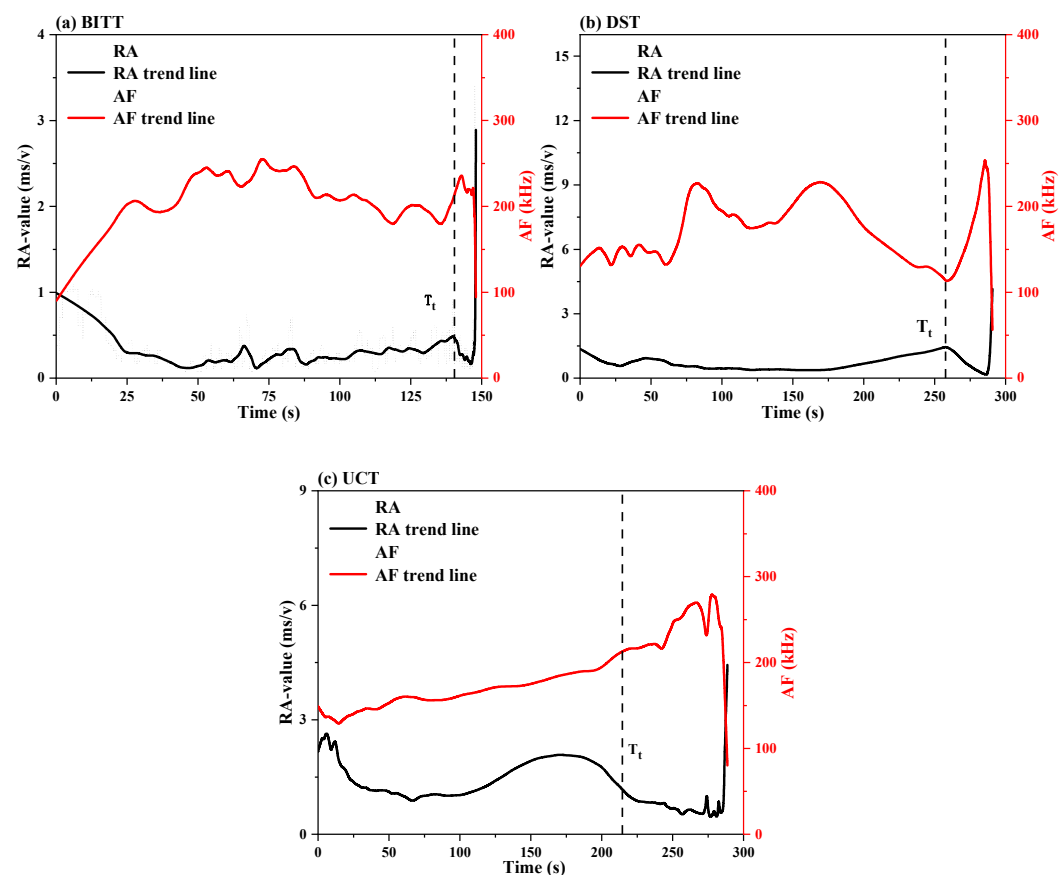 (a) BITT
RA
RA trend line
AF
AF trend line
T_t
RA-value (ms/v)
AF (kHz)
Time (s)
0
1
2
3
4
0
100
200
300
400
0
25
50
75
100
125
150
(b) DST
RA
RA trend line
AF
AF trend line
T_t
RA-value (ms/v)
AF (kHz)
Time (s)
0
3
6
9
12
15
0
100
200
300
400
0
50
100
150
200
250
300
(c) UCT
RA
RA trend line
AF
AF trend line
T_t
RA-value (ms/v)
AF (kHz)
Time (s)
0
3
6
9
0
100
200
300
400
0
50
100
150
200
250
300